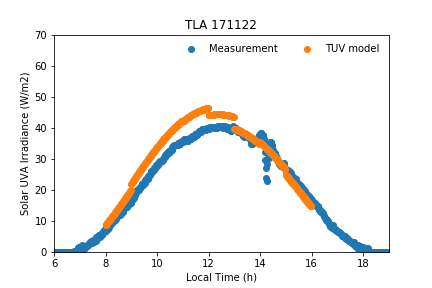 TLA 171122
Measurement TUV model
Solar UVA Irradiance (W/m2)
70
60
50
40
30
20
10
0
6 8 10 12 14 16 18
Local Time (h)